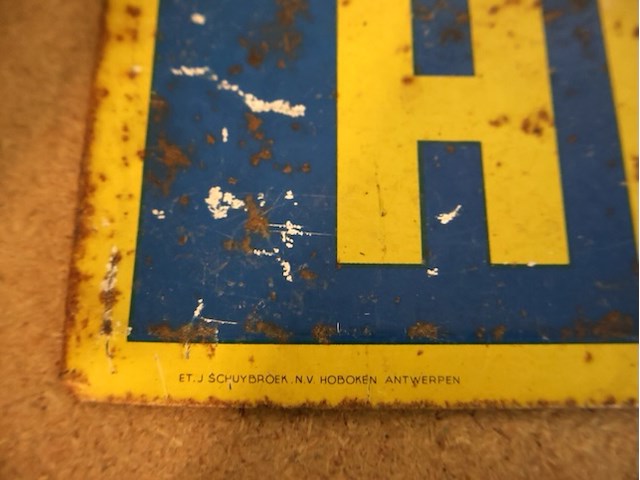 H
ET. J SCHUYBROEK. N.V. HOBOKEN ANTWERPEN